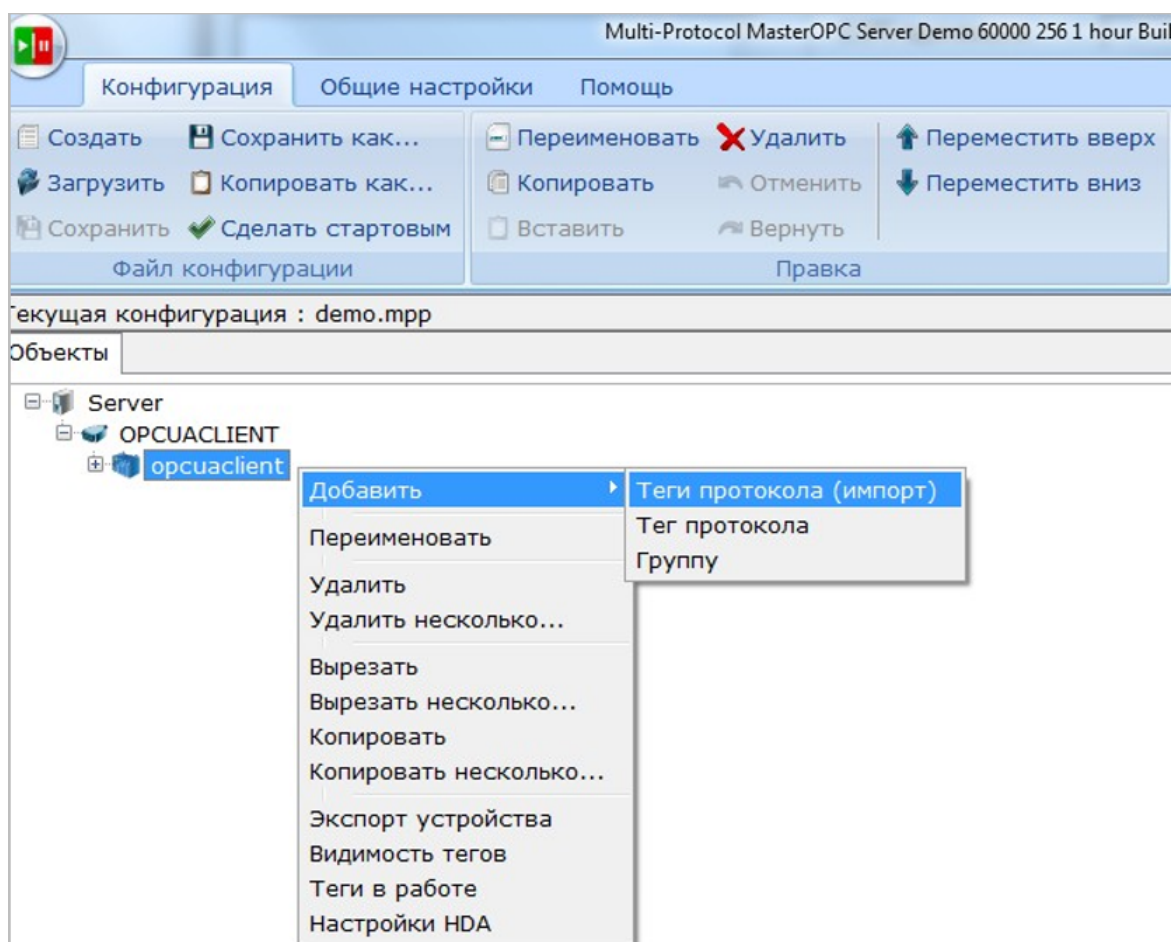 Multi-Protocol MasterOPC Server Demo 60000 256 1 hour Buil
Конфигурация Общие настройки Помощь
Создать Сохранить как... Переименовать Удалить Переместить вверх
Загрузить Копировать как... Копировать Отменить Переместить вниз
Сохранить Сделать стартовым Вставить Вернуть
Файл конфигурации Правка
Текущая конфигурация : demo.mpp
Объекты
Server
OPCUACLIENT
opcuaclient
Добавить Теги протокола (импорт)
Тег протокола
Переименовать
Группу
Удалить
Удалить несколько...
Вырезать
Вырезать несколько...
Копировать
Копировать несколько...
Экспорт устройства
Видимость тегов
Теги в работе
Настройки HDA